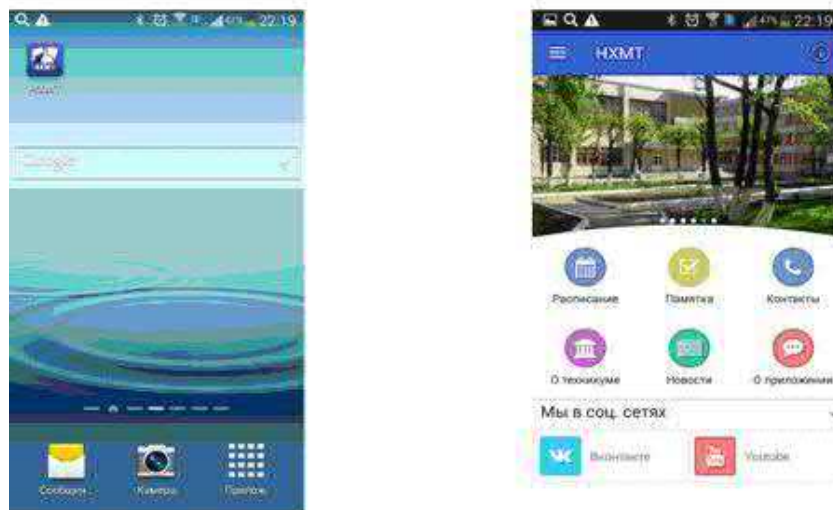 22:19
Google
Сообщен...
Камера
Прилож.
22:19
НХМТ
Расписание
Памятка
Контакты
О техникуме
Новости
О приложении
Мы в соц. сетях
Вконтакте
Youtube